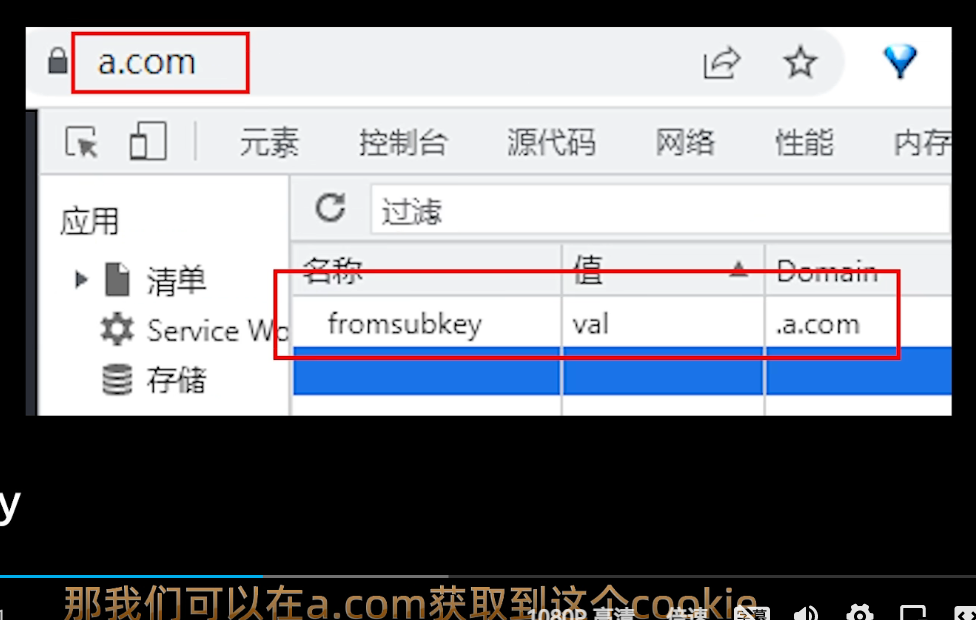 a.com
元素 控制台 源代码 网络 性能 内存
应用
过滤
清单
名称 值 Domain
Service Wo
fromsubkey val .a.com
存储
y
那我们可以在a.com获取到这个cookie
1080P 高清 倍速 字幕